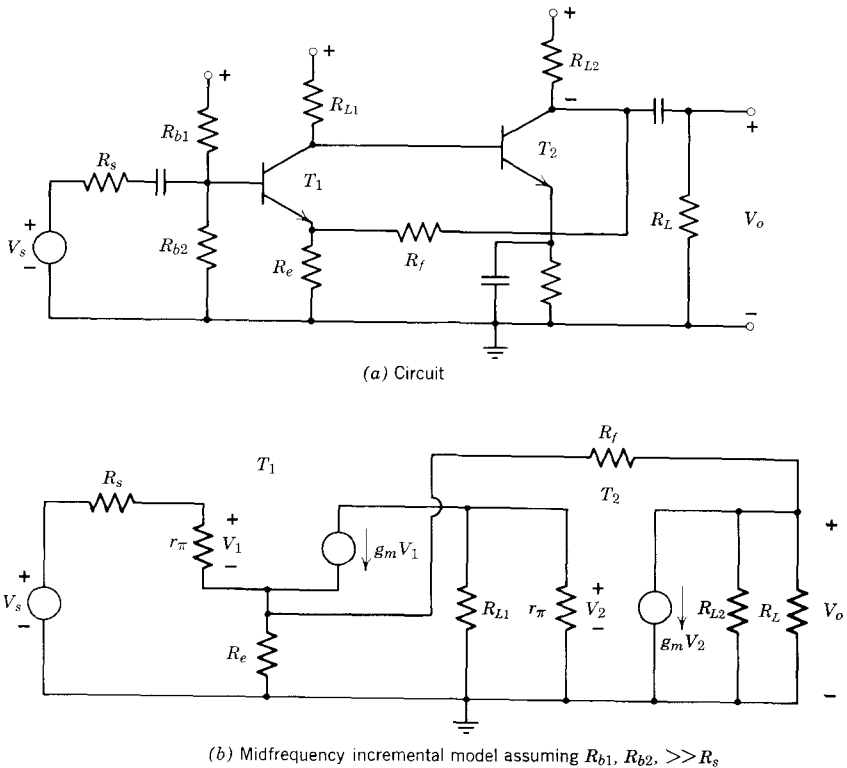 +
R_{L2}
+
+
R_{L1}
−
R_{b1}
+
R_s
T_1
T_2
+
V_s
−
R_{b2}
R_e
R_f
R_L
V_o
−
(a) Circuit
R_f
T_1
T_2
R_s
+
r_π V_1
−
g_m V_1
+
V_s
−
R_e
R_{L1}
r_π
+
V_2
−
g_m V_2
R_{L2}
R_L
+
V_o
−
(b) Midfrequency incremental model assuming R_{b1}, R_{b2}, >>R_s